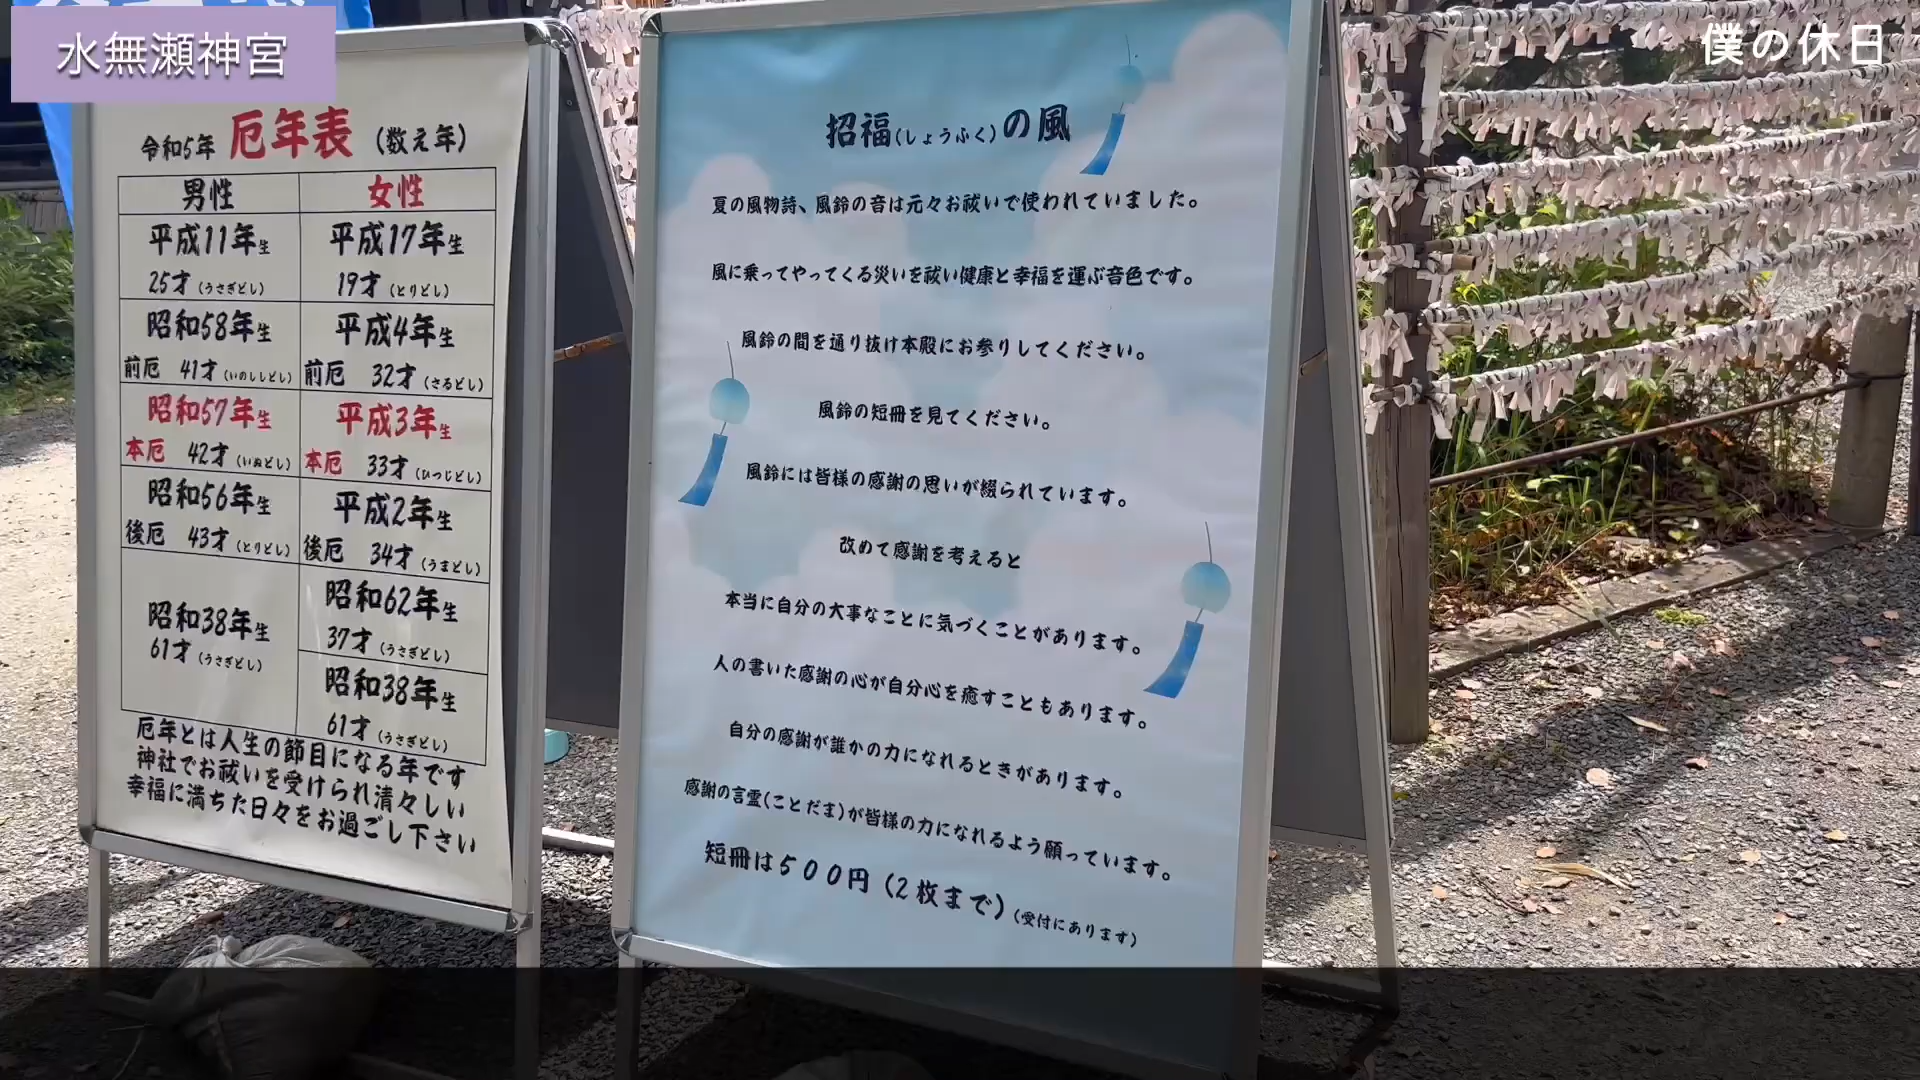 水無瀬神宮
僕の休日
令和5年 厄年表 (数え年)
男性 女性
平成11年生 平成17年生
25才 (うさぎどし) 19才 (とりどし)
昭和58年生 平成4年生
前厄 41才 (いのししどし) 前厄 32才 (さるどし)
昭和57年生 平成3年生
本厄 42才 (いぬどし) 本厄 33才 (ひつじどし)
昭和56年生 平成2年生
後厄 43才 (とりどし) 後厄 34才 (うまどし)
昭和38年生
61才 (うさぎどし)
昭和62年生
37才 (うさぎどし)
昭和38年生
61才 (うさぎどし)
厄年とは人生の節目になる年です
神社でお祓いを受けられ清々しい
幸福に満ちた日々をお過ごし下さい
招福(しょうふく)の風
夏の風物詩、風鈴の音は元々お祓いで使われていました。
風に乗ってやってくる災いを祓い健康と幸福を運ぶ音色です。
風鈴の間を通り抜け本殿にお参りしてください。
風鈴の短冊を見てください。
風鈴には皆様の感謝の思いが綴られています。
改めて感謝を考えると
本当に自分の大事なことに気づくことがあります。
人の書いた感謝の心が自分心を癒すこともあります。
自分の感謝が誰かの力になれるときがあります。
感謝の言霊(ことだま)が皆様の力になれるよう願っています。
短冊は500円 (2枚まで) (受付にあります)